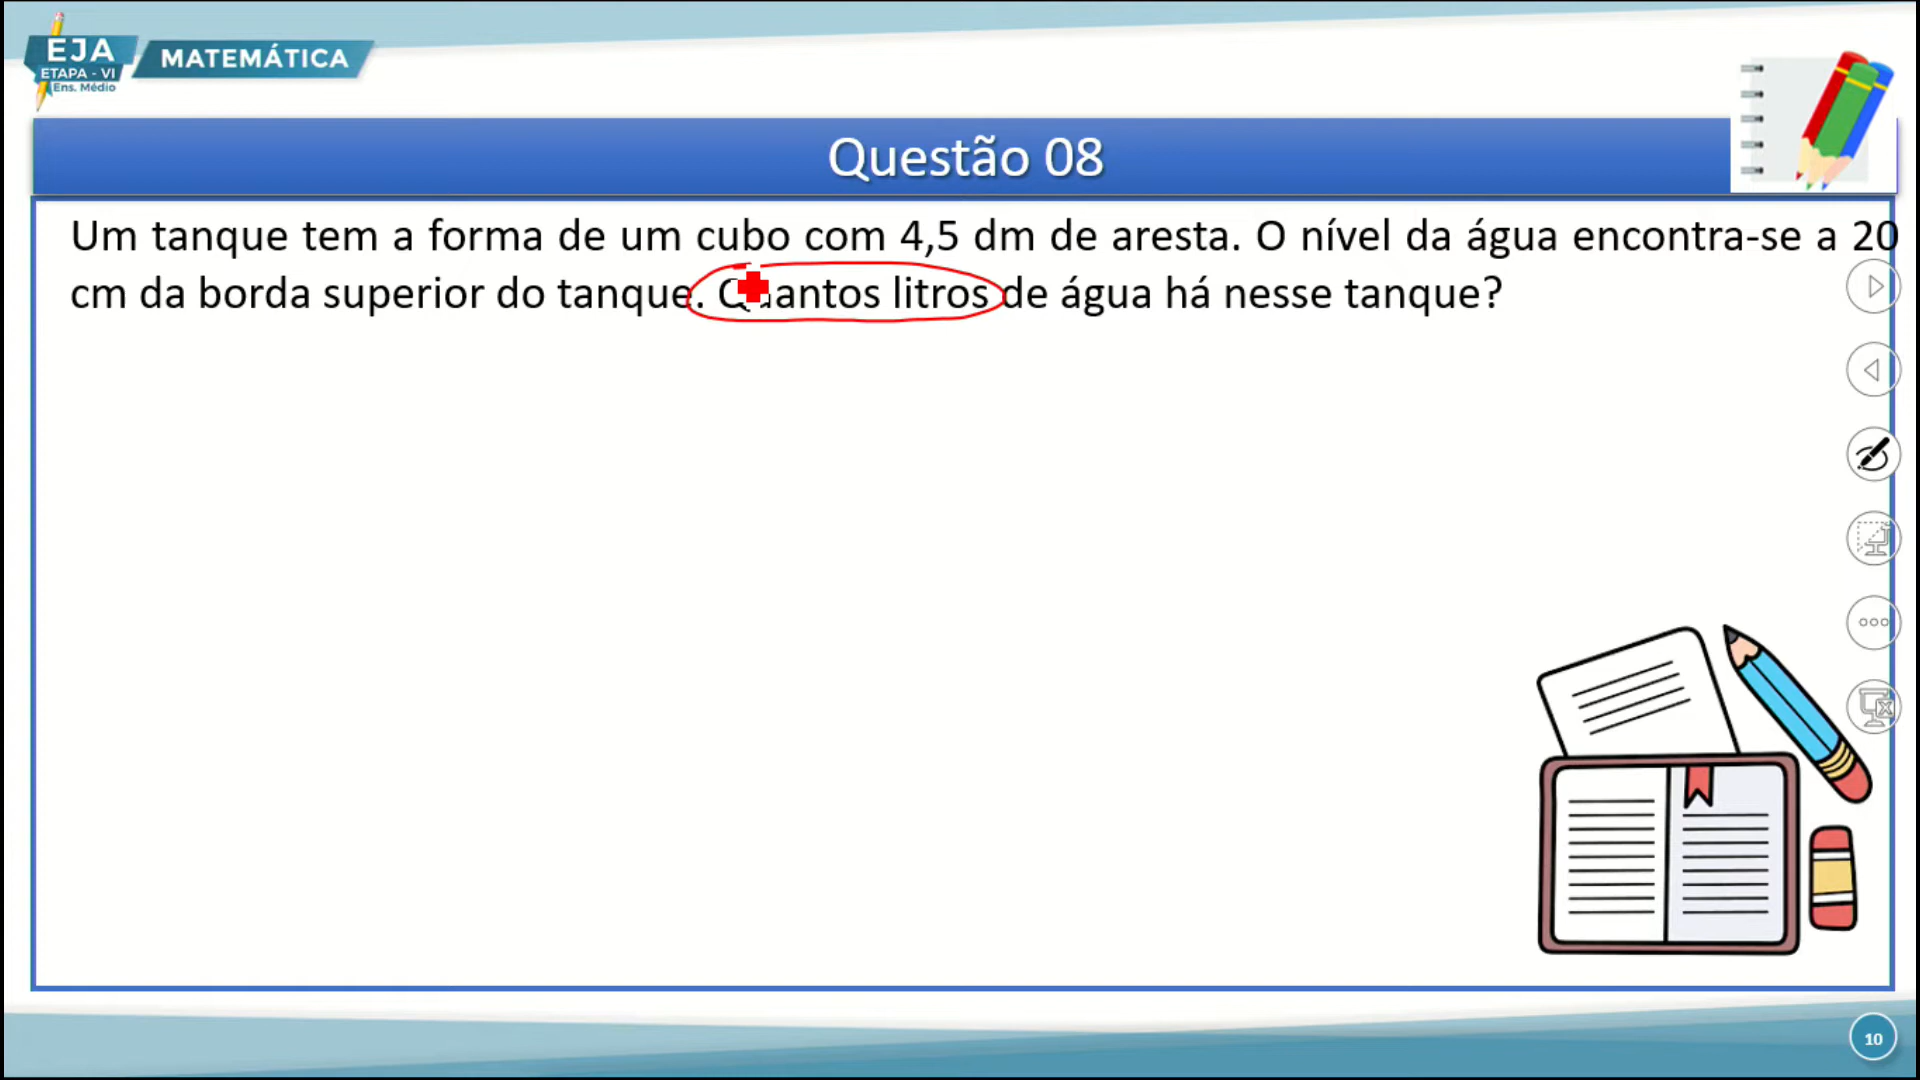 EJA
ETAPA - VI
Ens. Médio
MATEMÁTICA
Questão 08
Um tanque tem a forma de um cubo com 4,5 dm de aresta. O nível da água encontra-se a 20
cm da borda superior do tanque. Quantos litros de água há nesse tanque?
10